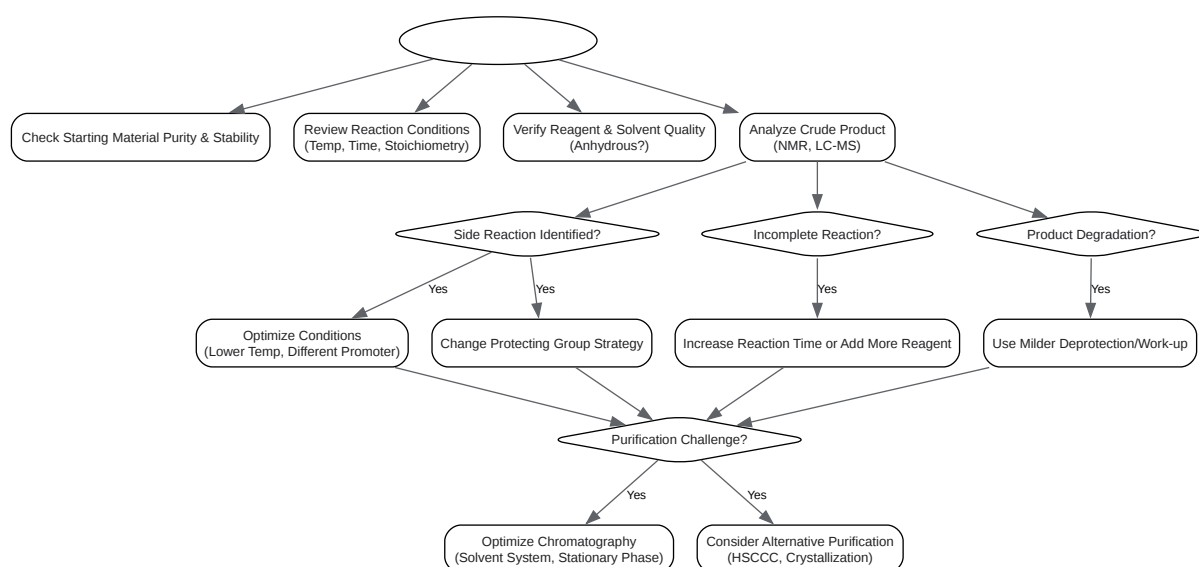 Check Starting Material Purity & Stability
Review Reaction Conditions
(Temp, Time, Stoichiometry)
Verify Reagent & Solvent Quality
(Anhydrous?)
Analyze Crude Product
(NMR, LC-MS)
Side Reaction Identified?
Incomplete Reaction?
Product Degradation?
Yes
Yes
Yes
Yes
Optimize Conditions
(Lower Temp, Different Promoter)
Change Protecting Group Strategy
Increase Reaction Time or Add More Reagent
Use Milder Deprotection/Work-up
Purification Challenge?
Yes
Yes
Optimize Chromatography
(Solvent System, Stationary Phase)
Consider Alternative Purification
(HSCCC, Crystallization)